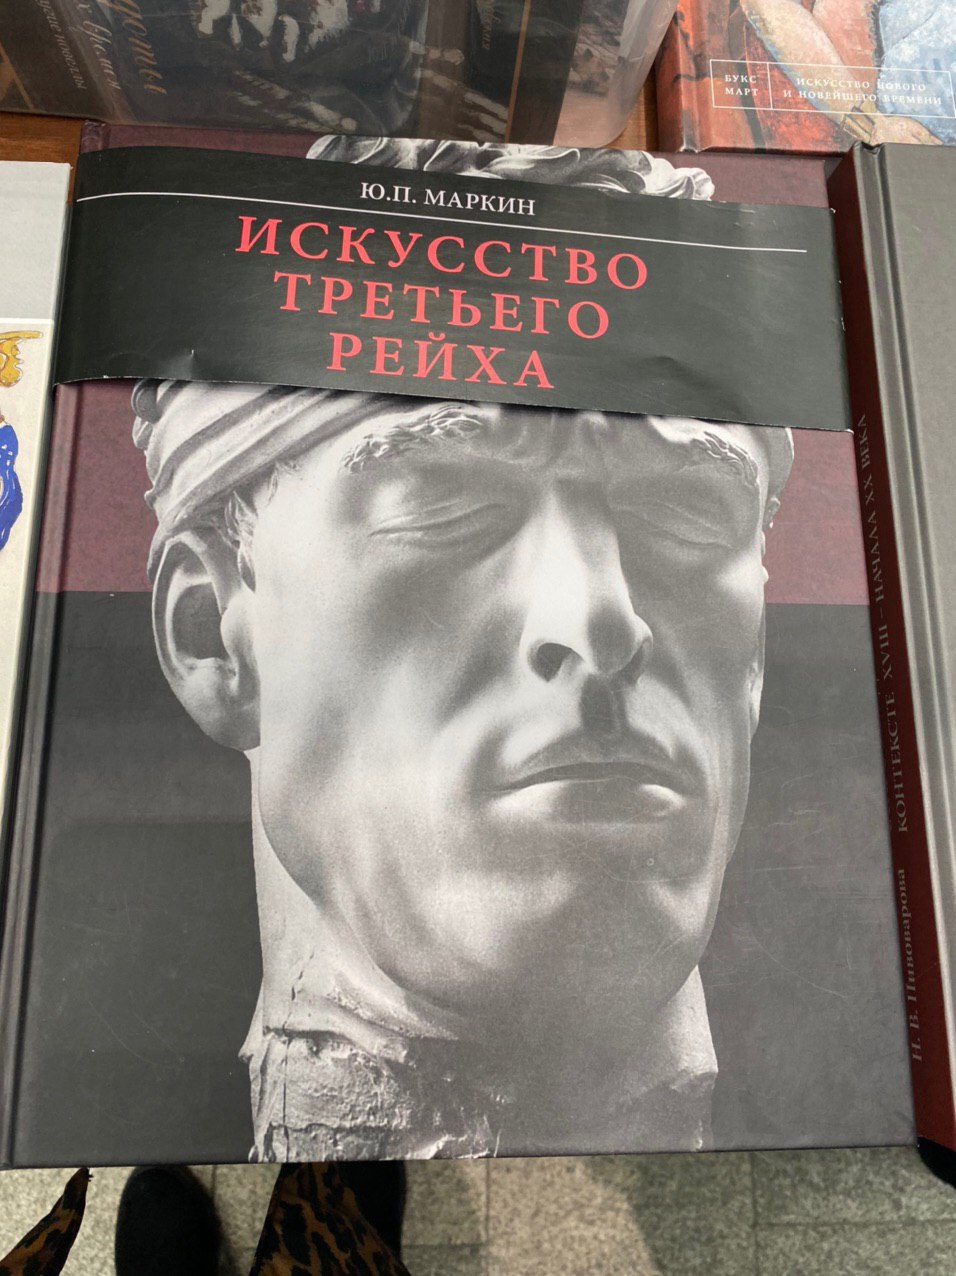 БУКС
МАРТ
ИСКУССТВО НОВОГО
И НОВЕЙШЕГО ВРЕМЕНИ
Ю.П. МАРКИН
ИСКУССТВО
ТРЕТЬЕГО
РЕЙХА
Н. В. Пивоварова
КОНТЕКСТЕ XVIII – НАЧАЛА XX ВЕКА